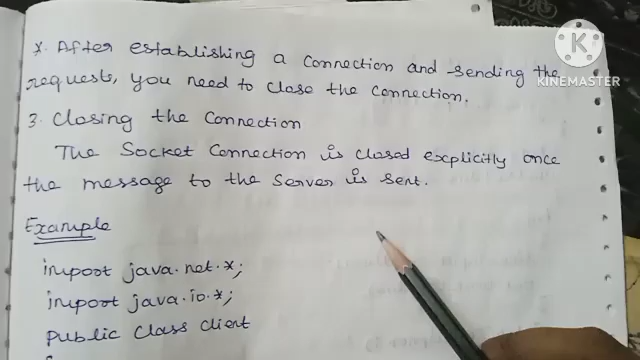 *. After establishing a connection and sending the
requests, you need to close the connection.
3. Closing the Connection
The Socket Connection is closed explicitly once
the message to the server is sent.
Example
import java.net.*;
import java.io.*;
public class client
KINEMASTER